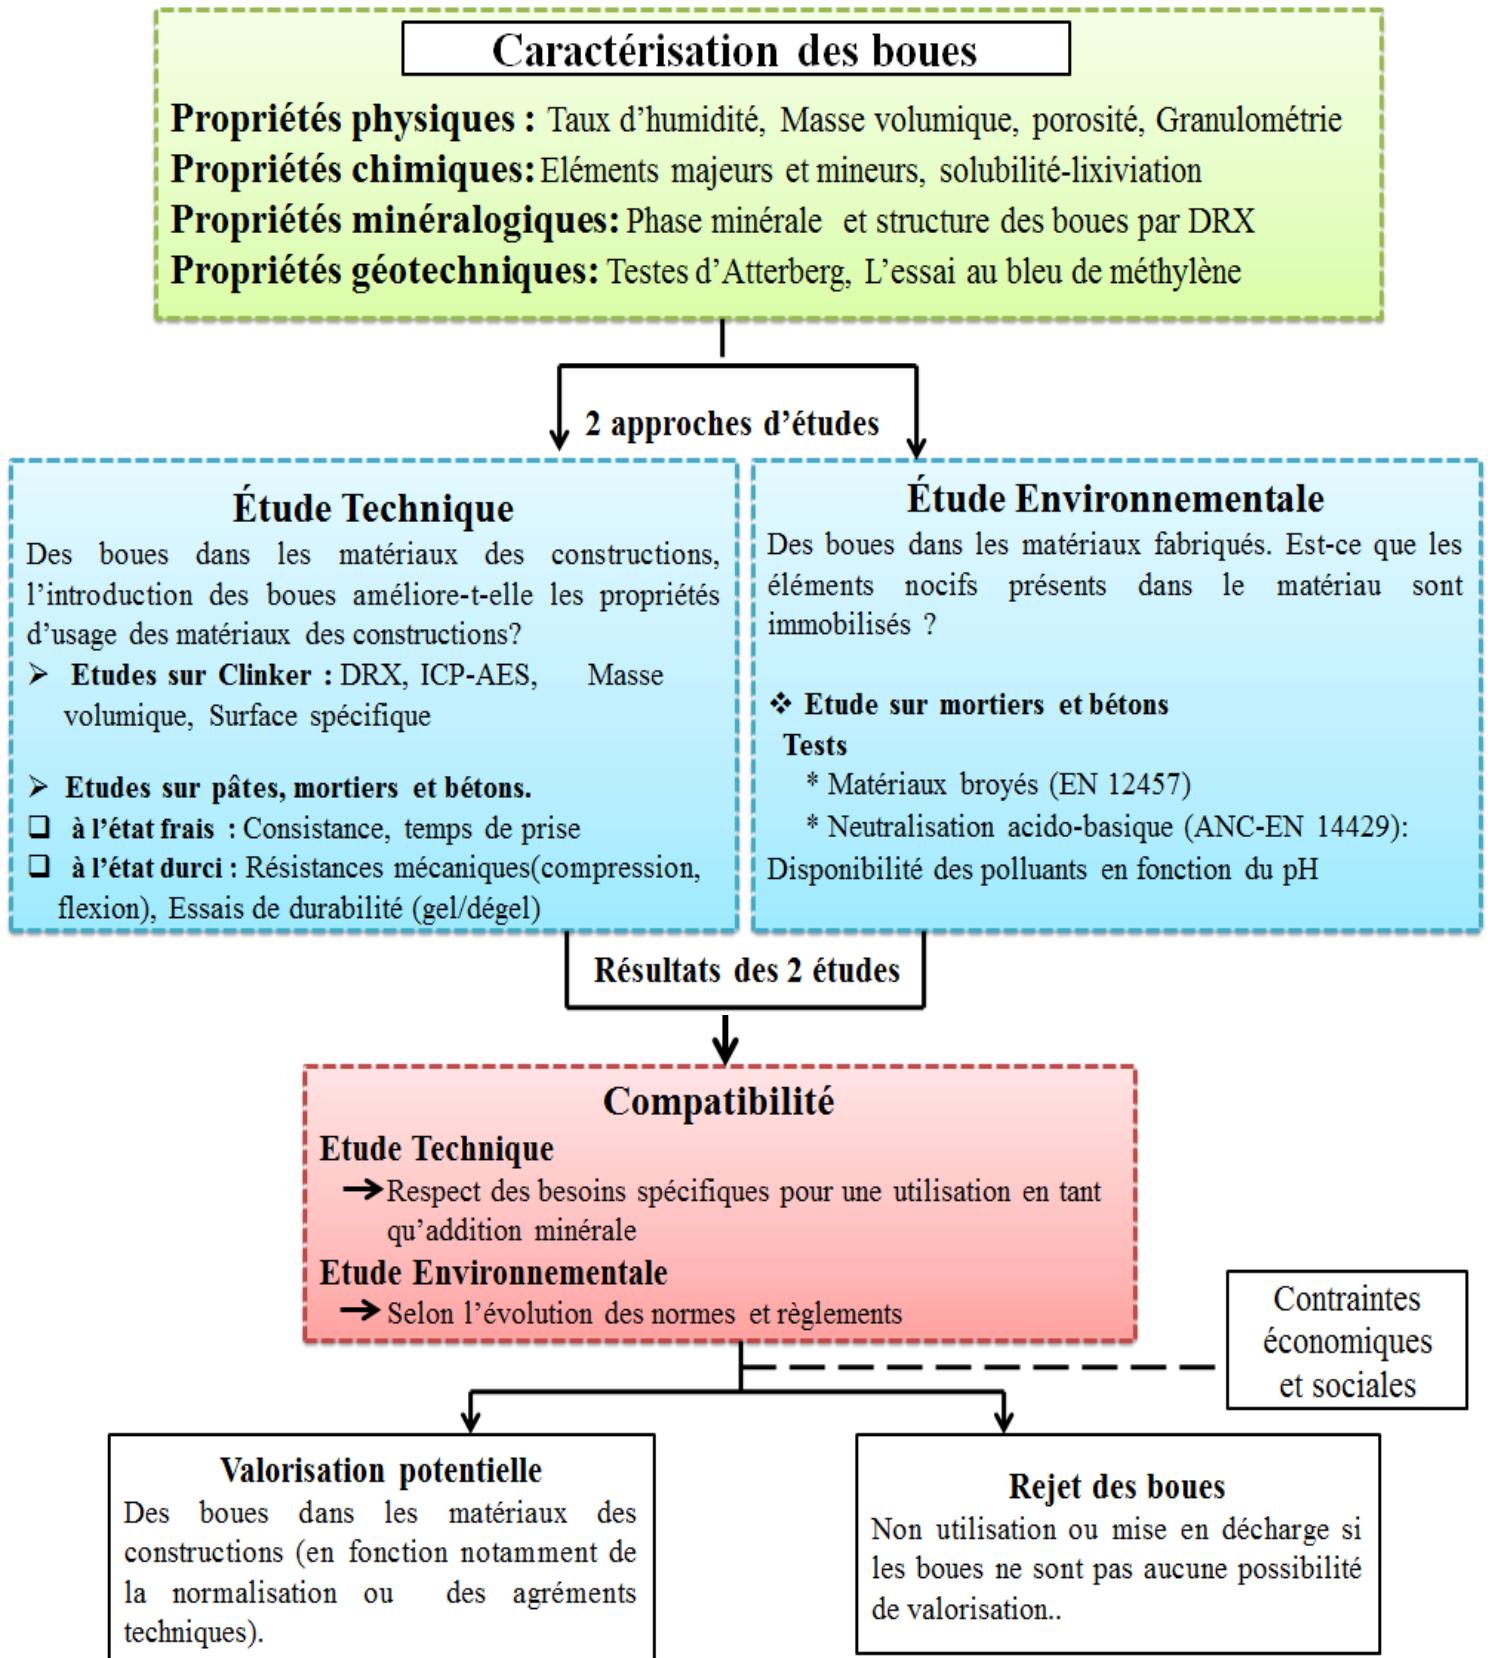 Caractérisation des boues
Propriétés physiques : Taux d’humidité, Masse volumique, porosité, Granulométrie
Propriétés chimiques: Eléments majeurs et mineurs, solubilité-lixiviation
Propriétés minéralogiques: Phase minérale et structure des boues par DRX
Propriétés géotechniques: Testes d’Atterberg, L’essai au bleu de méthylène
2 approches d’études
Étude Technique
Des boues dans les matériaux des constructions,
l’introduction des boues améliore-t-elle les propriétés
d’usage des matériaux des constructions?
➢ Etudes sur Clinker : DRX, ICP-AES, Masse
volumique, Surface spécifique
➢ Etudes sur pâtes, mortiers et bétons.
❑ à l’état frais : Consistance, temps de prise
❑ à l’état durci : Résistances mécaniques(compression,
flexion), Essais de durabilité (gel/dégel)
Étude Environnementale
Des boues dans les matériaux fabriqués. Est-ce que les
éléments nocifs présents dans le matériau sont
immobilisés ?
❖ Etude sur mortiers et bétons
Tests
* Matériaux broyés (EN 12457)
* Neutralisation acido-basique (ANC-EN 14429):
Disponibilité des polluants en fonction du pH
Résultats des 2 études
Compatibilité
Etude Technique
→ Respect des besoins spécifiques pour une utilisation en tant
qu’addition minérale
Etude Environnementale
→ Selon l’évolution des normes et règlements
Contraintes
économiques
et sociales
Valorisation potentielle
Des boues dans les matériaux des
constructions (en fonction notamment de
la normalisation ou des agréments
techniques).
Rejet des boues
Non utilisation ou mise en décharge si
les boues ne sont pas aucune possibilité
de valorisation..